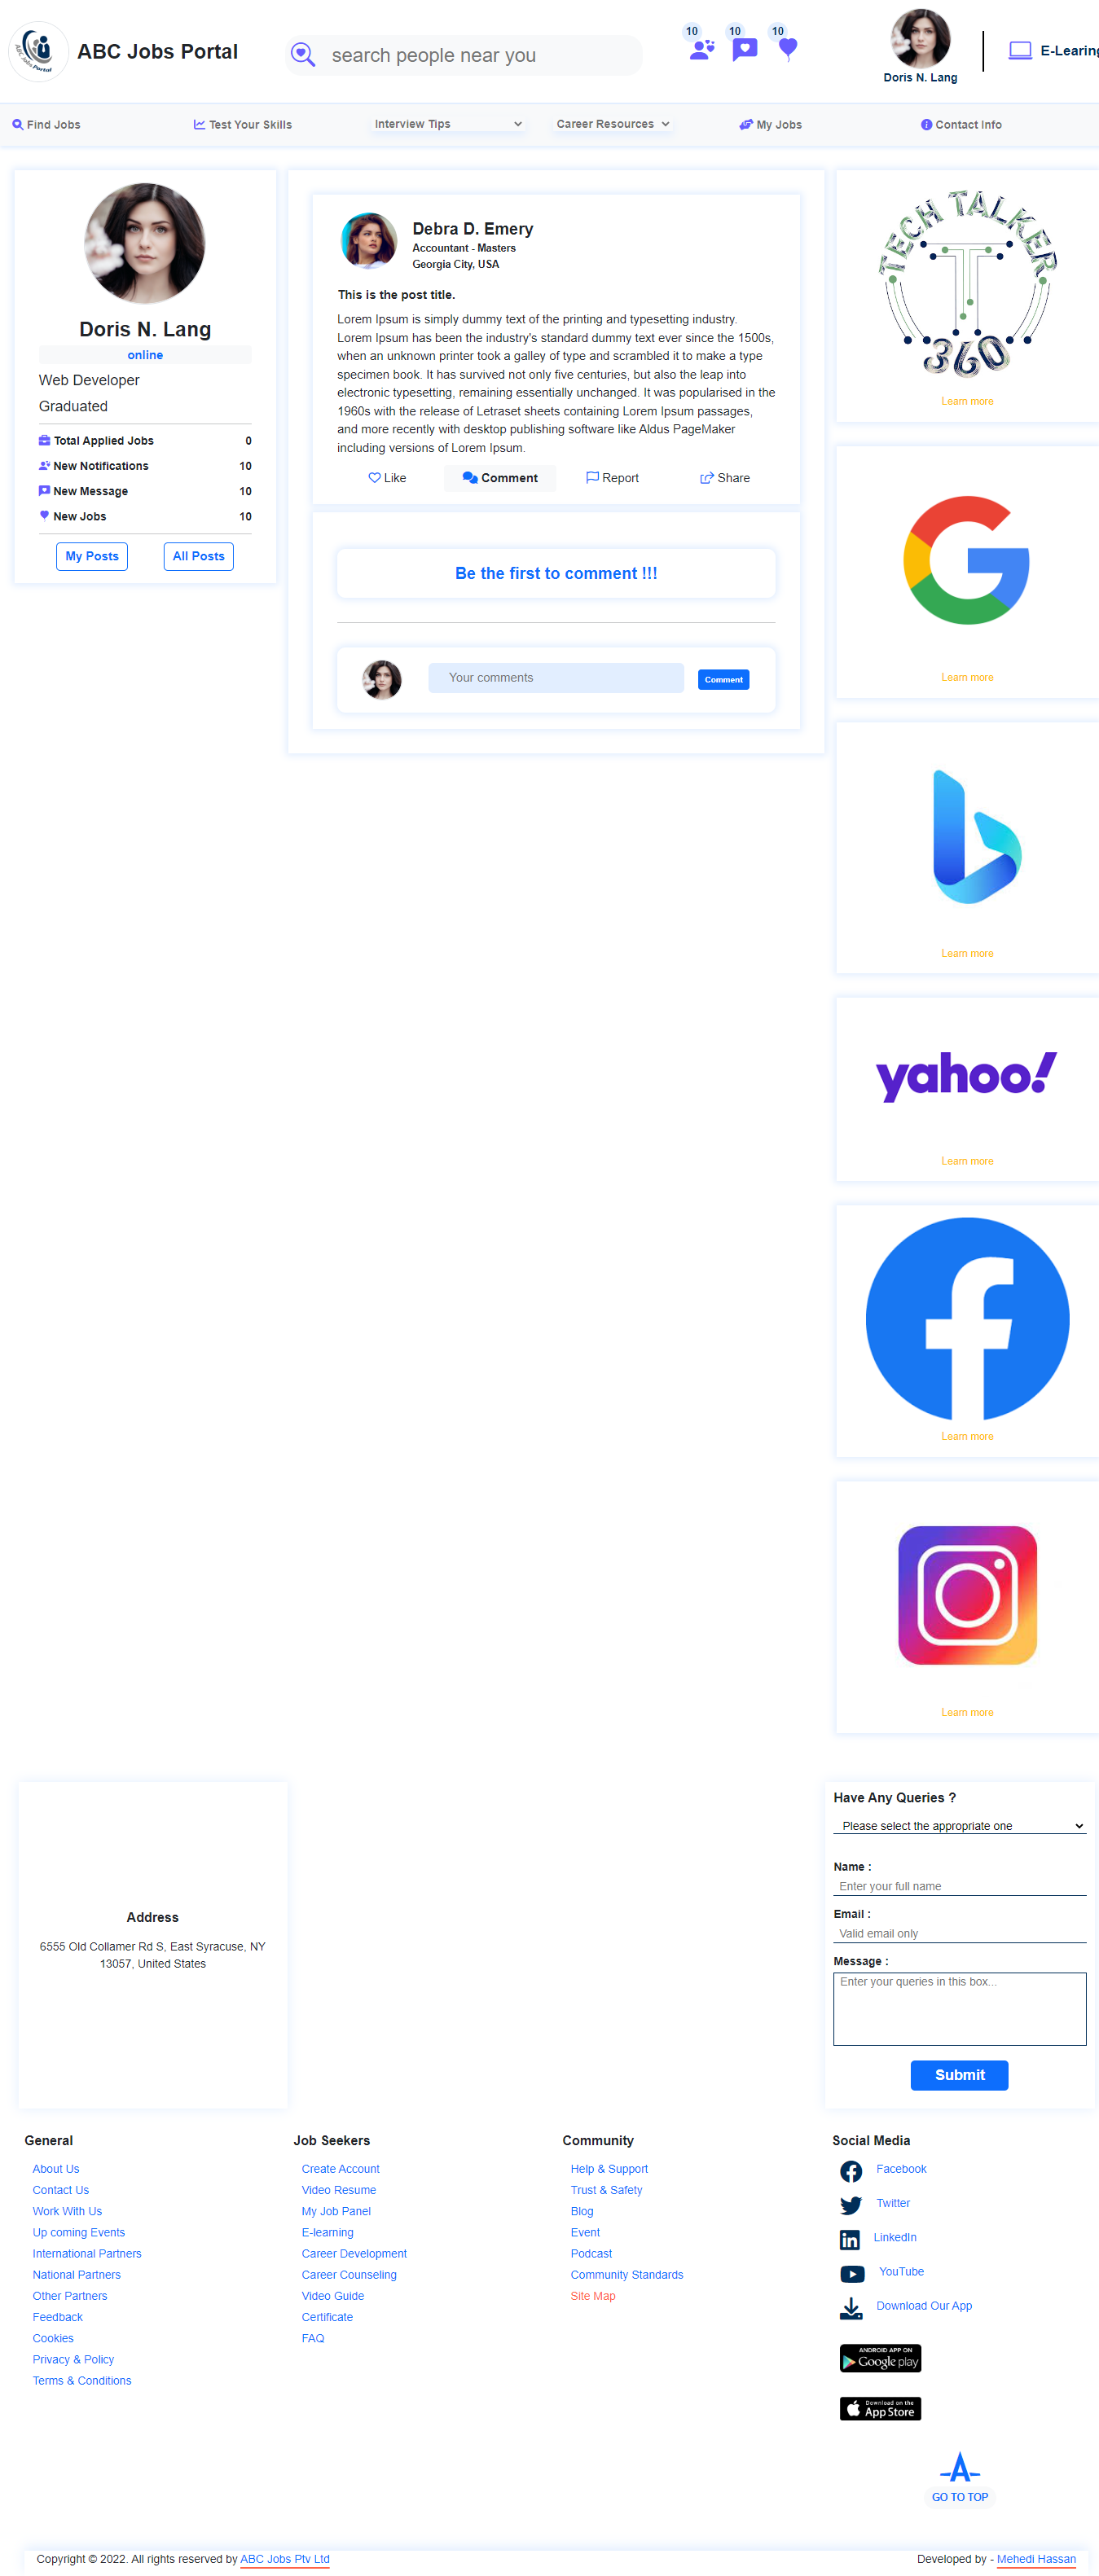 ABC Jobs Portal
ABC Jobs Portal
search people near you
10
10
10
Doris N. Lang
E-Learing
Find Jobs
Test Your Skills
Interview Tips
Career Resources
My Jobs
Contact Info
Doris N. Lang
online
Web Developer
Graduated
Total Applied Jobs 0
New Notifications 10
New Message 10
New Jobs 10
My Posts
All Posts
Debra D. Emery
Accountant - Masters
Georgia City, USA
This is the post title.
Lorem Ipsum is simply dummy text of the printing and typesetting industry.
Lorem Ipsum has been the industry's standard dummy text ever since the 1500s,
when an unknown printer took a galley of type and scrambled it to make a type
specimen book. It has survived not only five centuries, but also the leap into
electronic typesetting, remaining essentially unchanged. It was popularised in the
1960s with the release of Letraset sheets containing Lorem Ipsum passages,
and more recently with desktop publishing software like Aldus PageMaker
including versions of Lorem Ipsum.
Like
Comment
Report
Share
Be the first to comment !!!
Your comments
Comment
TECH TALKER
360
Learn more
Learn more
Learn more
yahoo!
Learn more
Learn more
Learn more
Address
6555 Old Collamer Rd S, East Syracuse, NY
13057, United States
Have Any Queries ?
Please select the appropriate one
Name :
Enter your full name
Email :
Valid email only
Message :
Enter your queries in this box...
Submit
General
About Us
Contact Us
Work With Us
Up coming Events
International Partners
National Partners
Other Partners
Feedback
Cookies
Privacy & Policy
Terms & Conditions
Job Seekers
Create Account
Video Resume
My Job Panel
E-learning
Career Development
Career Counseling
Video Guide
Certificate
FAQ
Community
Help & Support
Trust & Safety
Blog
Event
Podcast
Community Standards
Site Map
Social Media
Facebook
Twitter
LinkedIn
YouTube
Download Our App
ANDROID APP ON
Google play
Download on the
App Store
GO TO TOP
Copyright © 2022. All rights reserved by ABC Jobs Ptv Ltd
Developed by - Mehedi Hassan